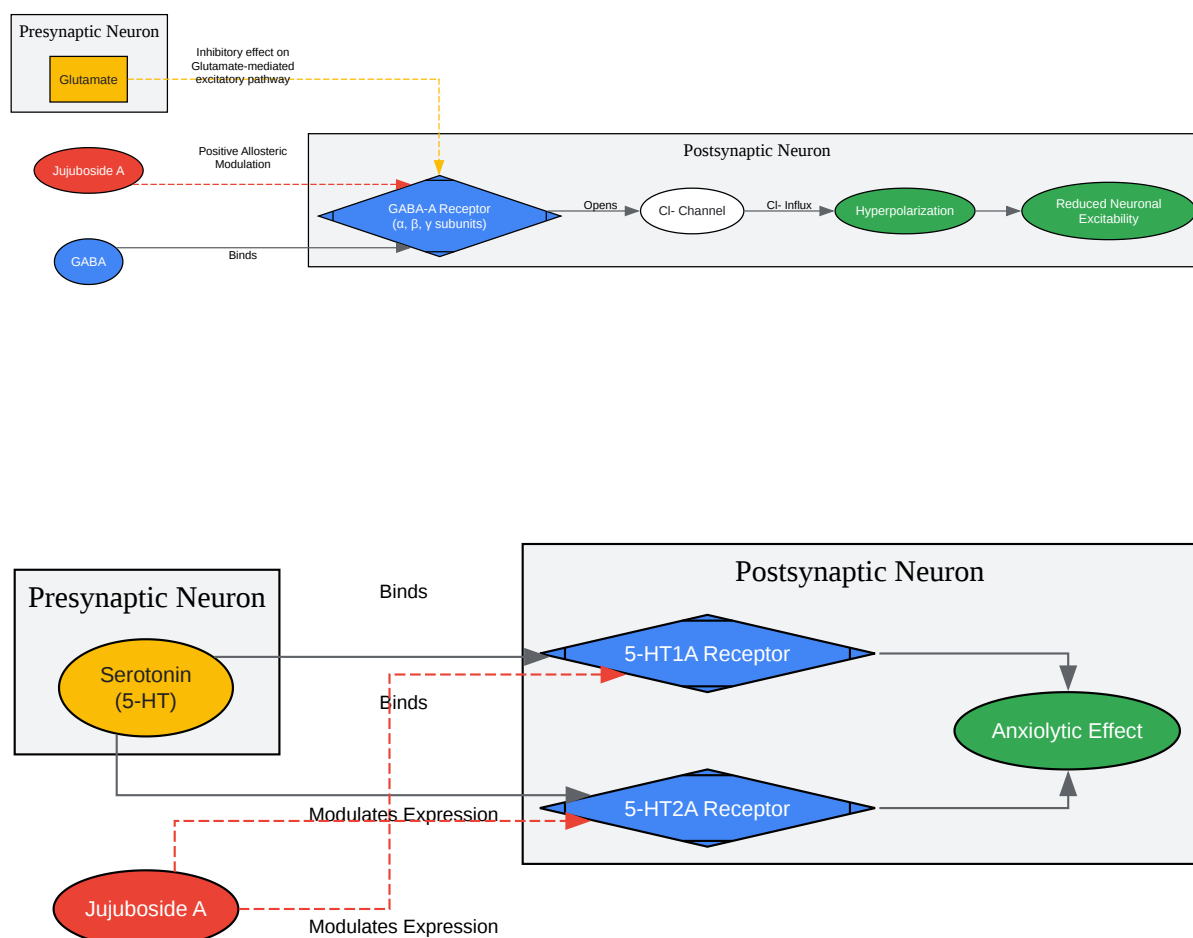 Presynaptic Neuron
Glutamate
Inhibitory effect on
Glutamate-mediated
excitatory pathway
Jujuboside A
Positive Allosteric
Modulation
GABA
Binds
Postsynaptic Neuron
GABA-A Receptor
(α, β, γ subunits)
Opens
Cl- Channel
Cl- Influx
Hyperpolarization
Reduced Neuronal
Excitability
Presynaptic Neuron
Serotonin
(5-HT)
Binds
Binds
Modulates Expression
Jujuboside A
Modulates Expression
Postsynaptic Neuron
5-HT1A Receptor
5-HT2A Receptor
Anxiolytic Effect